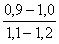 0,9 – 1,0
1,1 – 1,2